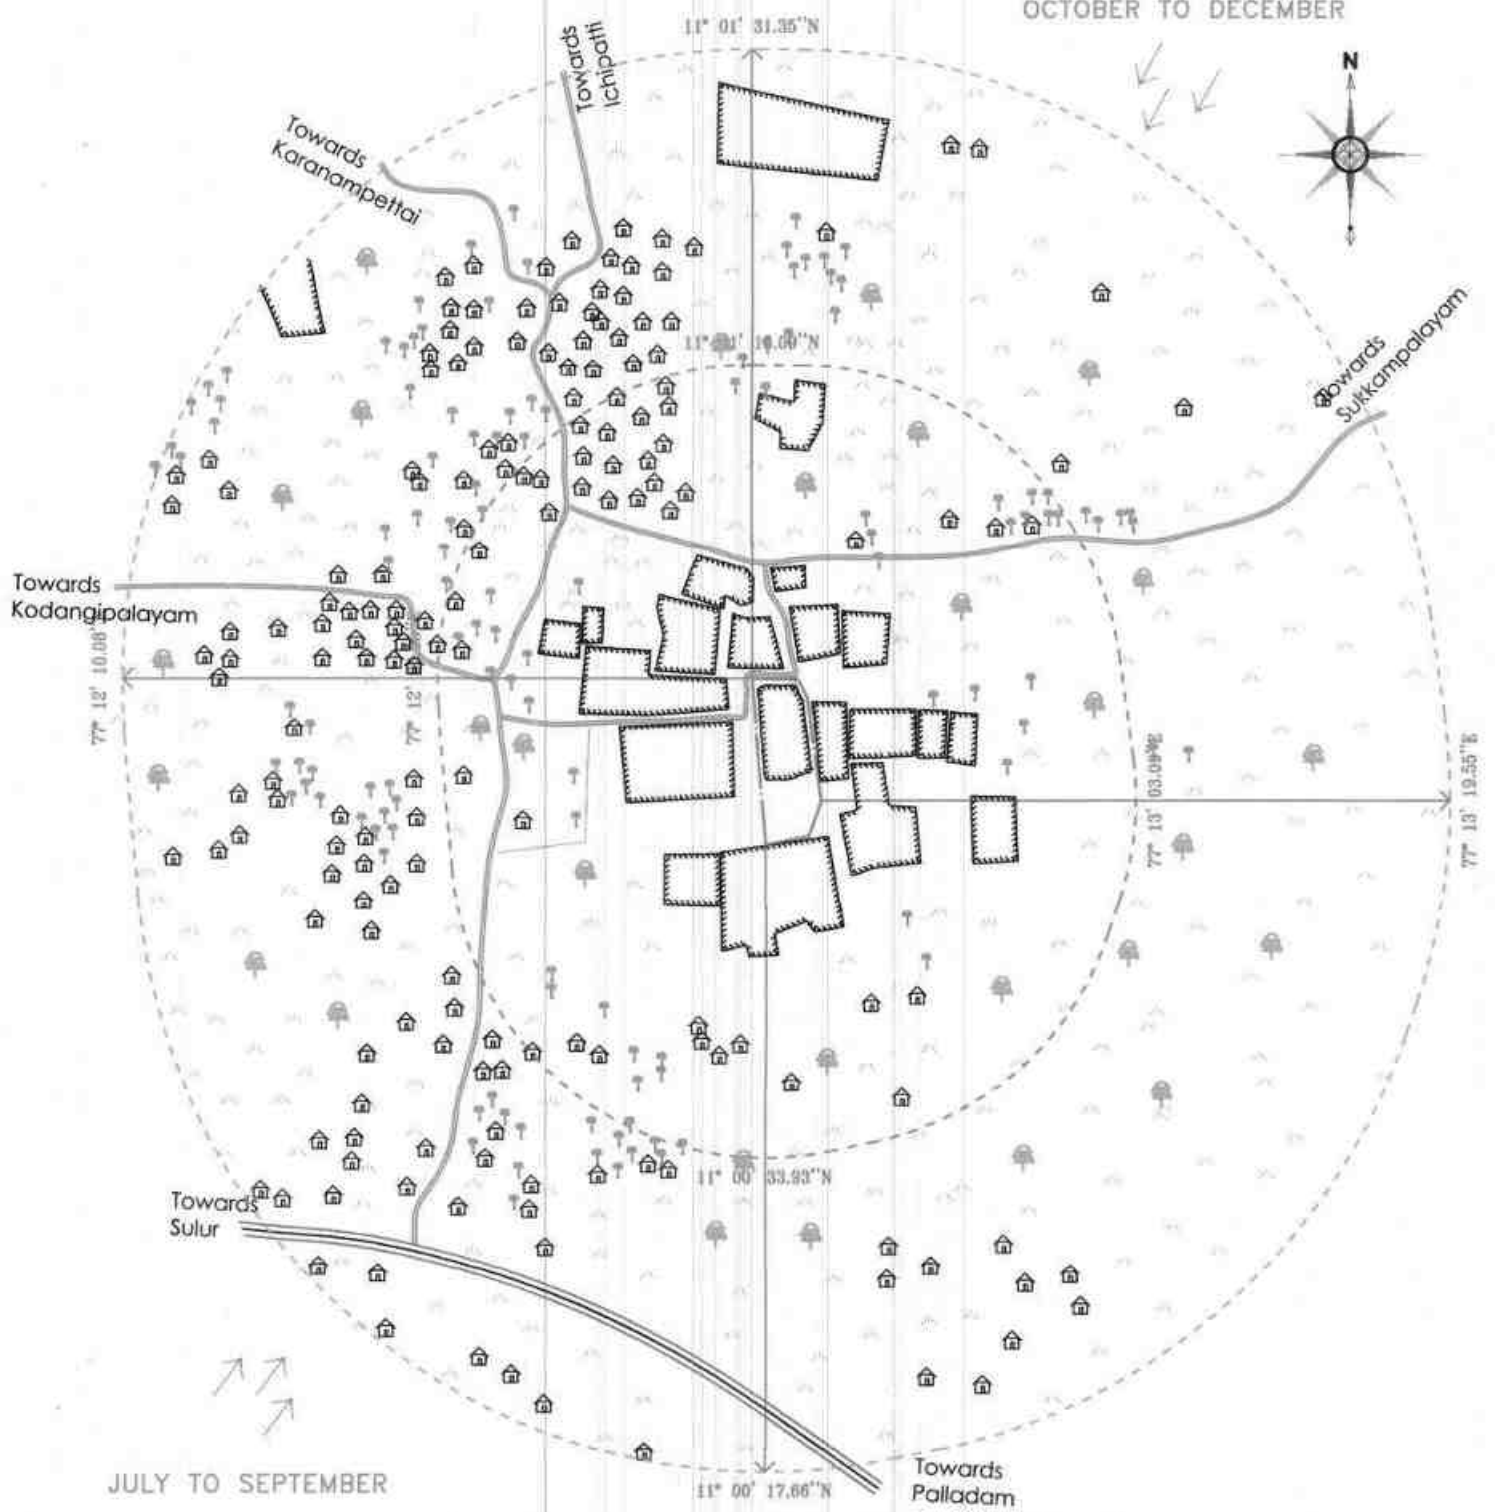 OCTOBER TO DECEMBER
11° 01' 31.35"N
N
Towards
Ichipatti
Towards
Karanampettai
Towards
Sukkampalayam
Towards
Kodangipalayam
77° 12' 10.08"
77° 12'
77° 13' 03.09"E
77° 13' 19.55"E
11° 00' 33.93"N
Towards
Sulur
JULY TO SEPTEMBER
11° 00' 17.66"N
Towards
Palladam